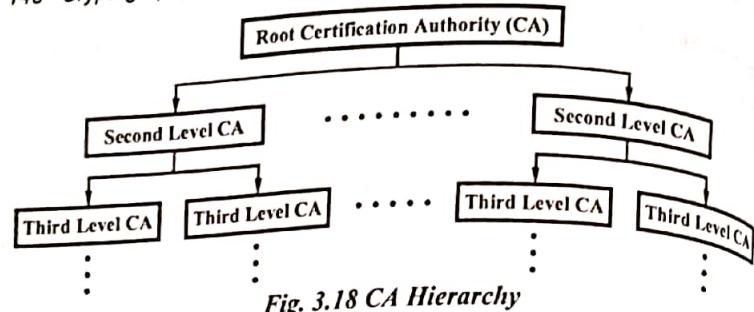 Root Certification Authority (CA)
Second Level CA
Second Level CA
Third Level CA
Third Level CA
Third Level CA
Third Level CA
Fig. 3.18 CA Hierarchy